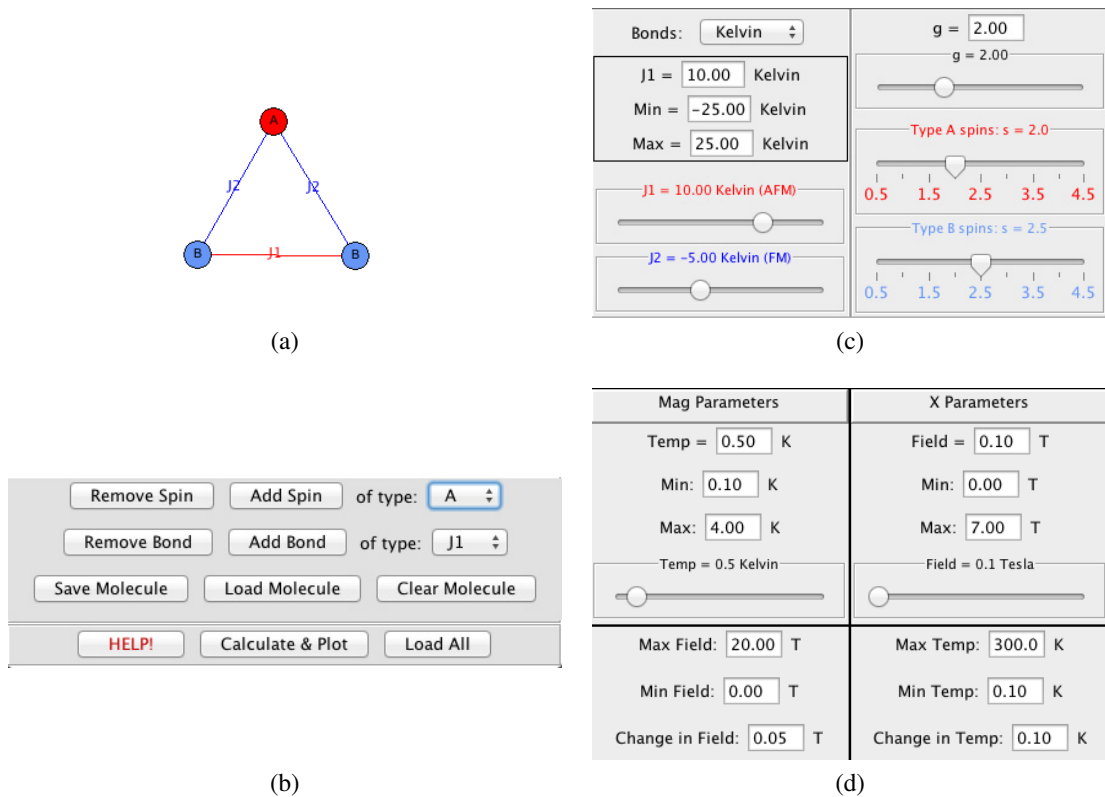 A
J2
J2
B
J1
B
(a)
Remove Spin Add Spin of type: A
Remove Bond Add Bond of type: J1
Save Molecule Load Molecule Clear Molecule
HELP! Calculate & Plot Load All
(b)
Bonds: Kelvin
J1 = 10.00 Kelvin
Min = -25.00 Kelvin
Max = 25.00 Kelvin
J1 = 10.00 Kelvin (AFM)
J2 = -5.00 Kelvin (FM)
g = 2.00
g = 2.00
Type A spins: s = 2.0
0.5 1.5 2.5 3.5 4.5
Type B spins: s = 2.5
0.5 1.5 2.5 3.5 4.5
(c)
Mag Parameters
Temp = 0.50 K
Min: 0.10 K
Max: 4.00 K
Temp = 0.5 Kelvin
Max Field: 20.00 T
Min Field: 0.00 T
Change in Field: 0.05 T
X Parameters
Field = 0.10 T
Min: 0.00 T
Max: 7.00 T
Field = 0.1 Tesla
Max Temp: 300.0 K
Min Temp: 0.10 K
Change in Temp: 0.10 K
(d)